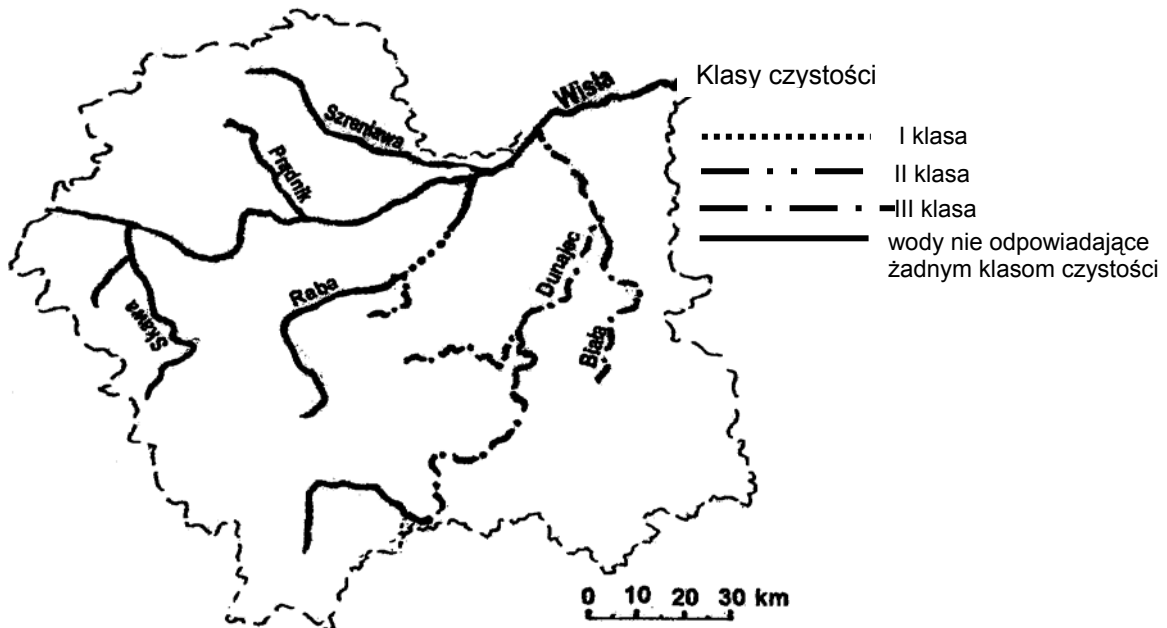 Klasy czystości
I klasa
II klasa
III klasa
wody nie odpowiadające
żadnym klasom czystości
Wisła
Szreniawa
Prądnik
Raba
Skawa
Dunajec
Biała
0 10 20 30 km